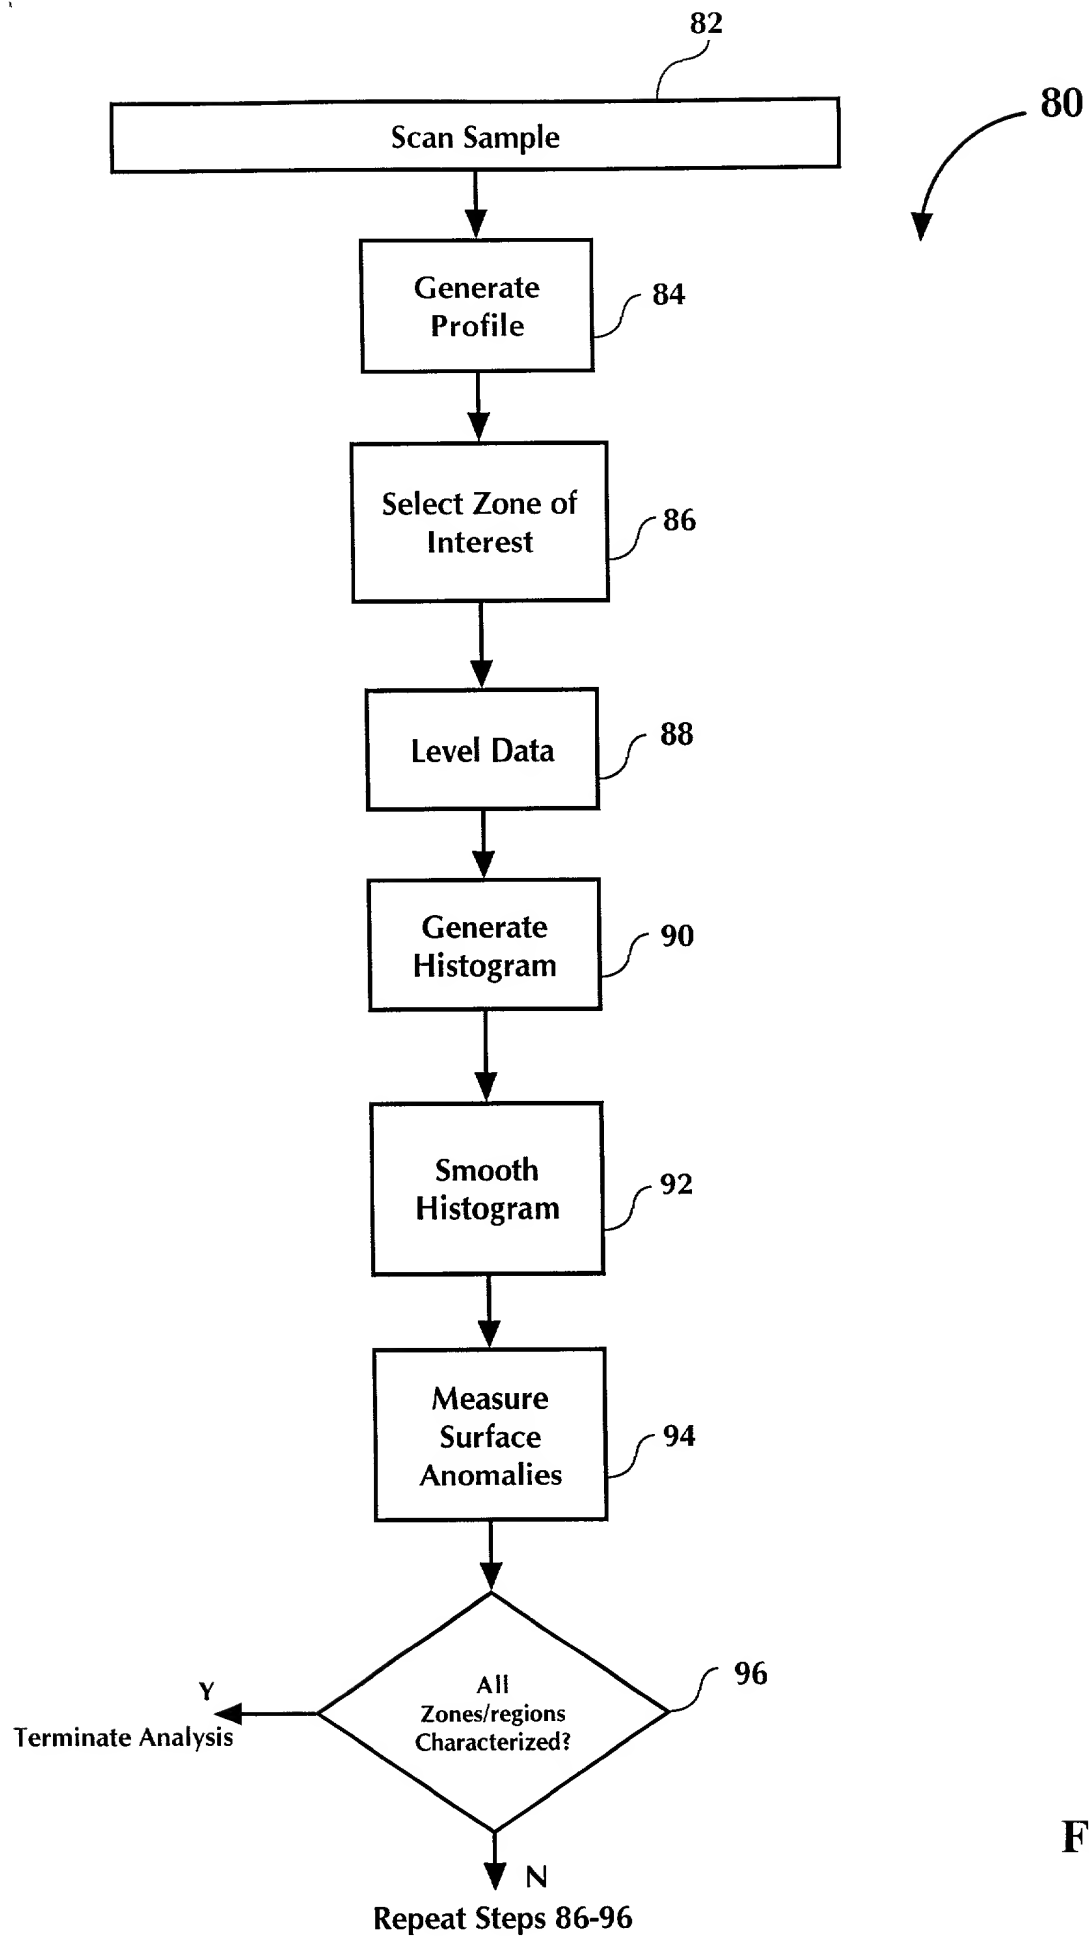 82
80
Scan Sample
Generate
Profile
84
Select Zone of
Interest
86
Level Data
88
Generate
Histogram
90
Smooth
Histogram
92
Measure
Surface
Anomalies
94
All
Zones/regions
Characterized?
96
Y
Terminate Analysis
N
Repeat Steps 86-96
F